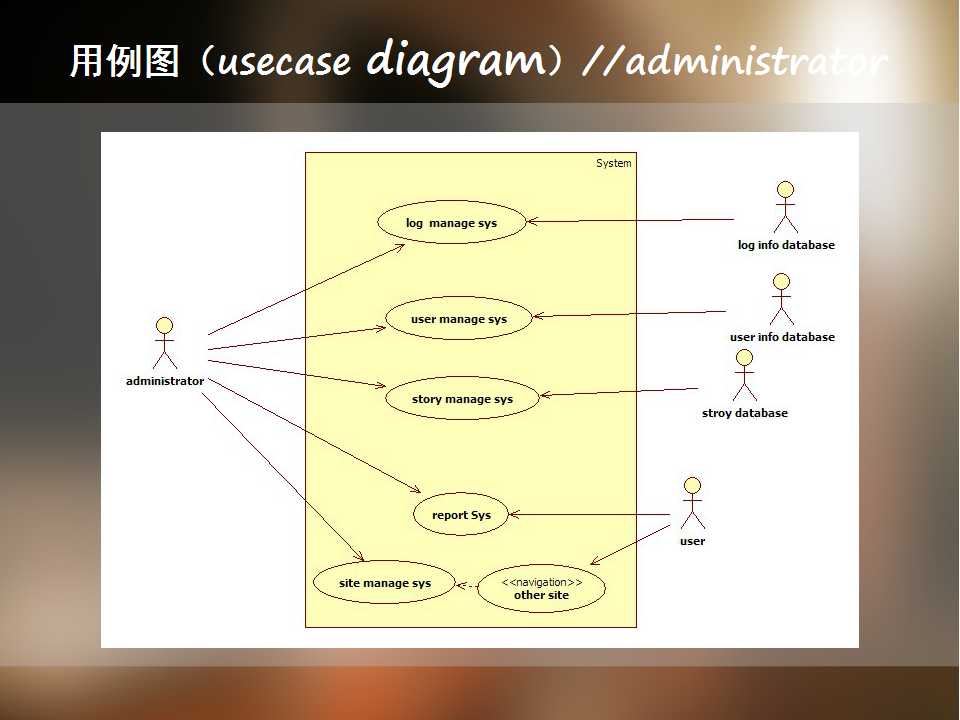 用例图（usecase diagram）//administrator
System
log manage sys
log info database
user manage sys
user info database
administrator
story manage sys
stroy database
report Sys
user
site manage sys
<<navigation>>
other site